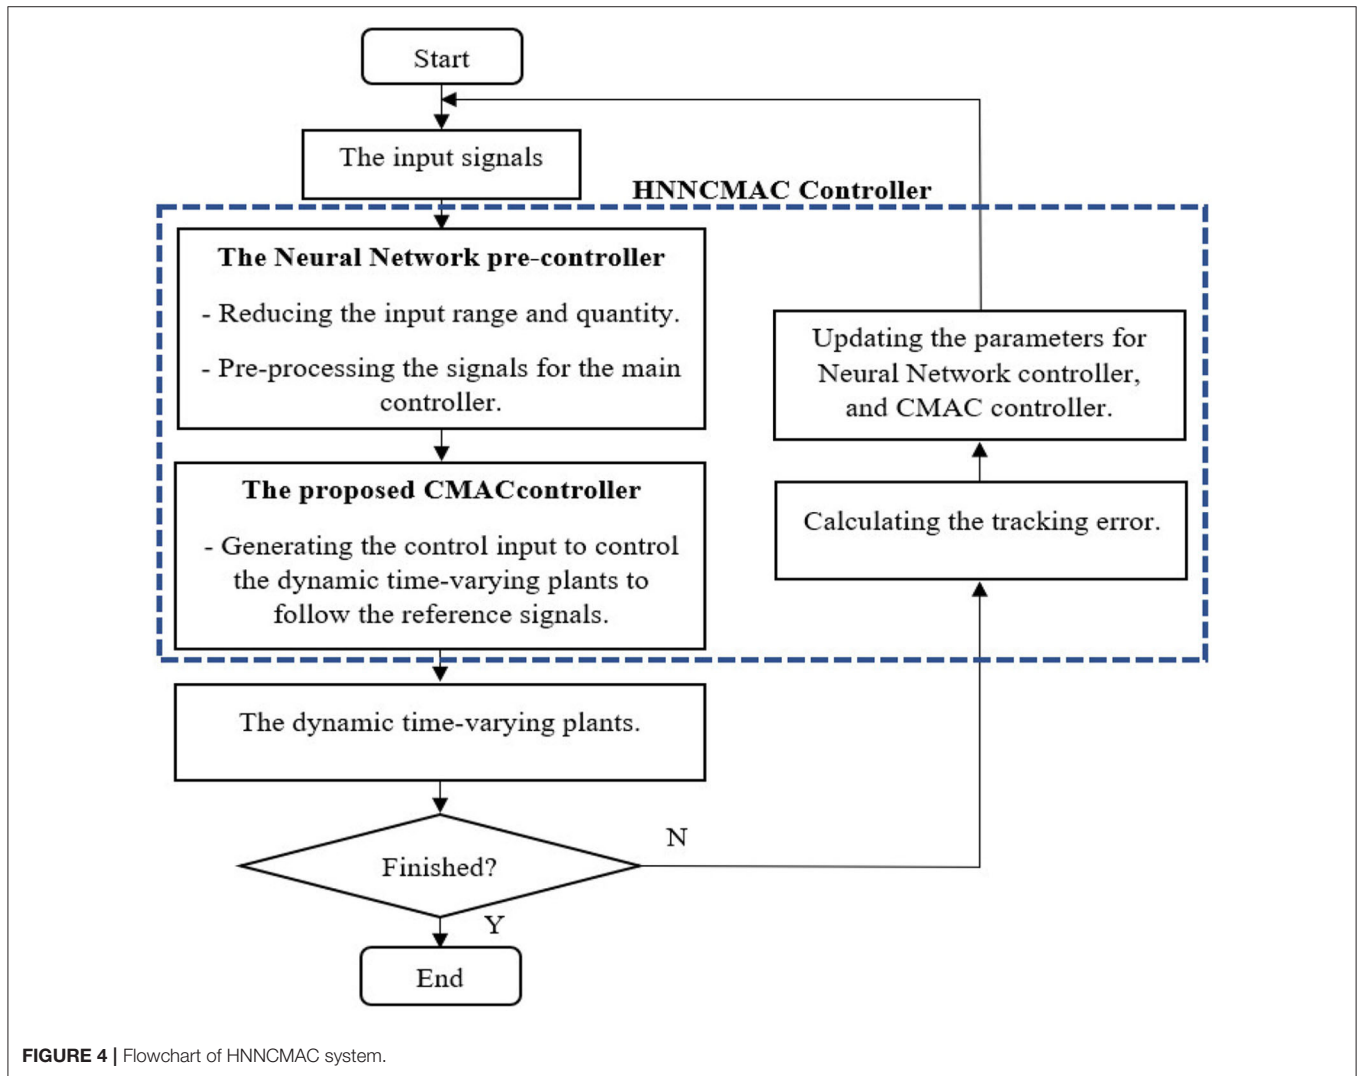 Start
The input signals
HNNCMAC Controller
The Neural Network pre-controller
- Reducing the input range and quantity.
- Pre-processing the signals for the main
controller.
The proposed CMACcontroller
- Generating the control input to control
the dynamic time-varying plants to
follow the reference signals.
Updating the parameters for
Neural Network controller,
and CMAC controller.
Calculating the tracking error.
The dynamic time-varying plants.
Finished?
N
Y
End
FIGURE 4 | Flowchart of HNNCMAC system.